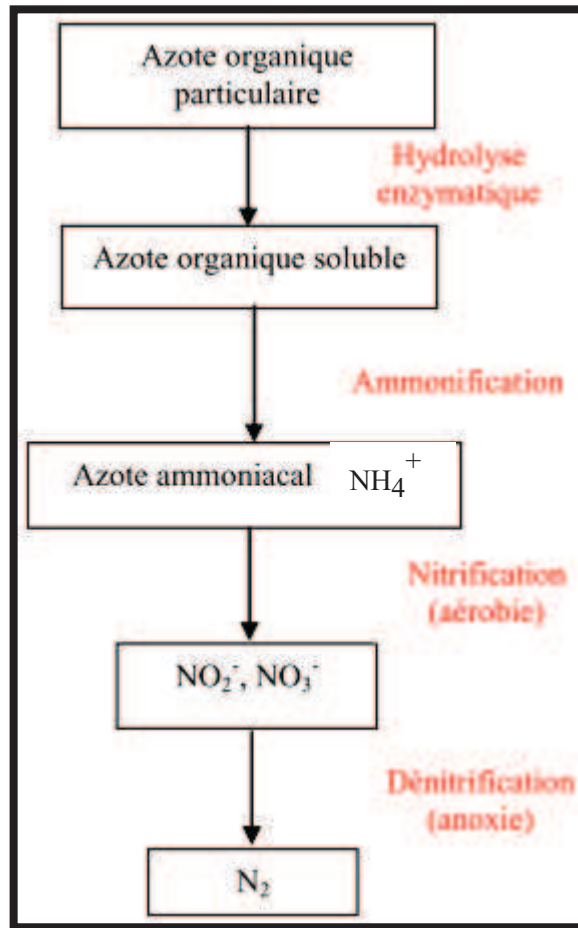 Azote organique
particulaire
Hydrolyse
enzymatique
Azote organique soluble
Ammonification
Azote ammoniacal NH₄⁺
Nitrification
(aérobie)
NO₂⁻, NO₃⁻
Dénitrification
(anoxie)
N₂